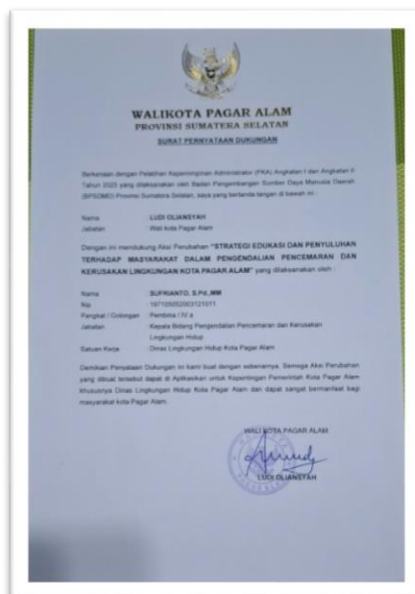 WALIKOTA PAGAR ALAM
PROVINSI SUMATERA SELATAN
SURAT PERNYATAAN DUKUNGAN
Berkenaan dengan Pelatihan Kepemimpinan Administrator (PKA) Angkatan I dan Angkatan II
Tahun 2023 yang dilaksanakan oleh Badan Pengembangan Sumber Daya Manusia Daerah
(BPSDMD) Provinsi Sumatera Selatan, saya yang bertanda tangan di bawah ini :
Nama : LUDI OLIANSYAH
Jabatan : Wali kota Pagar Alam
Dengan ini mendukung Aksi Perubahan "STRATEGI EDUKASI DAN PENYULUHAN
TERHADAP MASYARAKAT DALAM PENGENDALIAN PENCEMARAN DAN
KERUSAKAN LINGKUNGAN KOTA PAGAR ALAM" yang dilaksanakan oleh :
Nama : SUPRIANTO, S.Pd.,MM
Nip : 197105052003121011
Pangkat / Golongan : Pembina / IV.a
Jabatan : Kepala Bidang Pengendalian Pencemaran dan Kerusakan
Lingkungan Hidup
Satuan Kerja : Dinas Lingkungan Hidup Kota Pagar Alam
Demikian Penyataan Dukungan ini kami buat dengan sebenarnya. Semoga Aksi Perubahan
yang dibuat tersebut dapat di Aplikasikan untuk Kepentingan Pemerintah Kota Pagar Alam
khususnya Dinas Lingkungan Hidup Kota Pagar Alam dan dapat sangat bermanfaat bagi
masyarakat kota Pagar Alam.
WALI KOTA PAGAR ALAM
LUDI OLIANSYAH